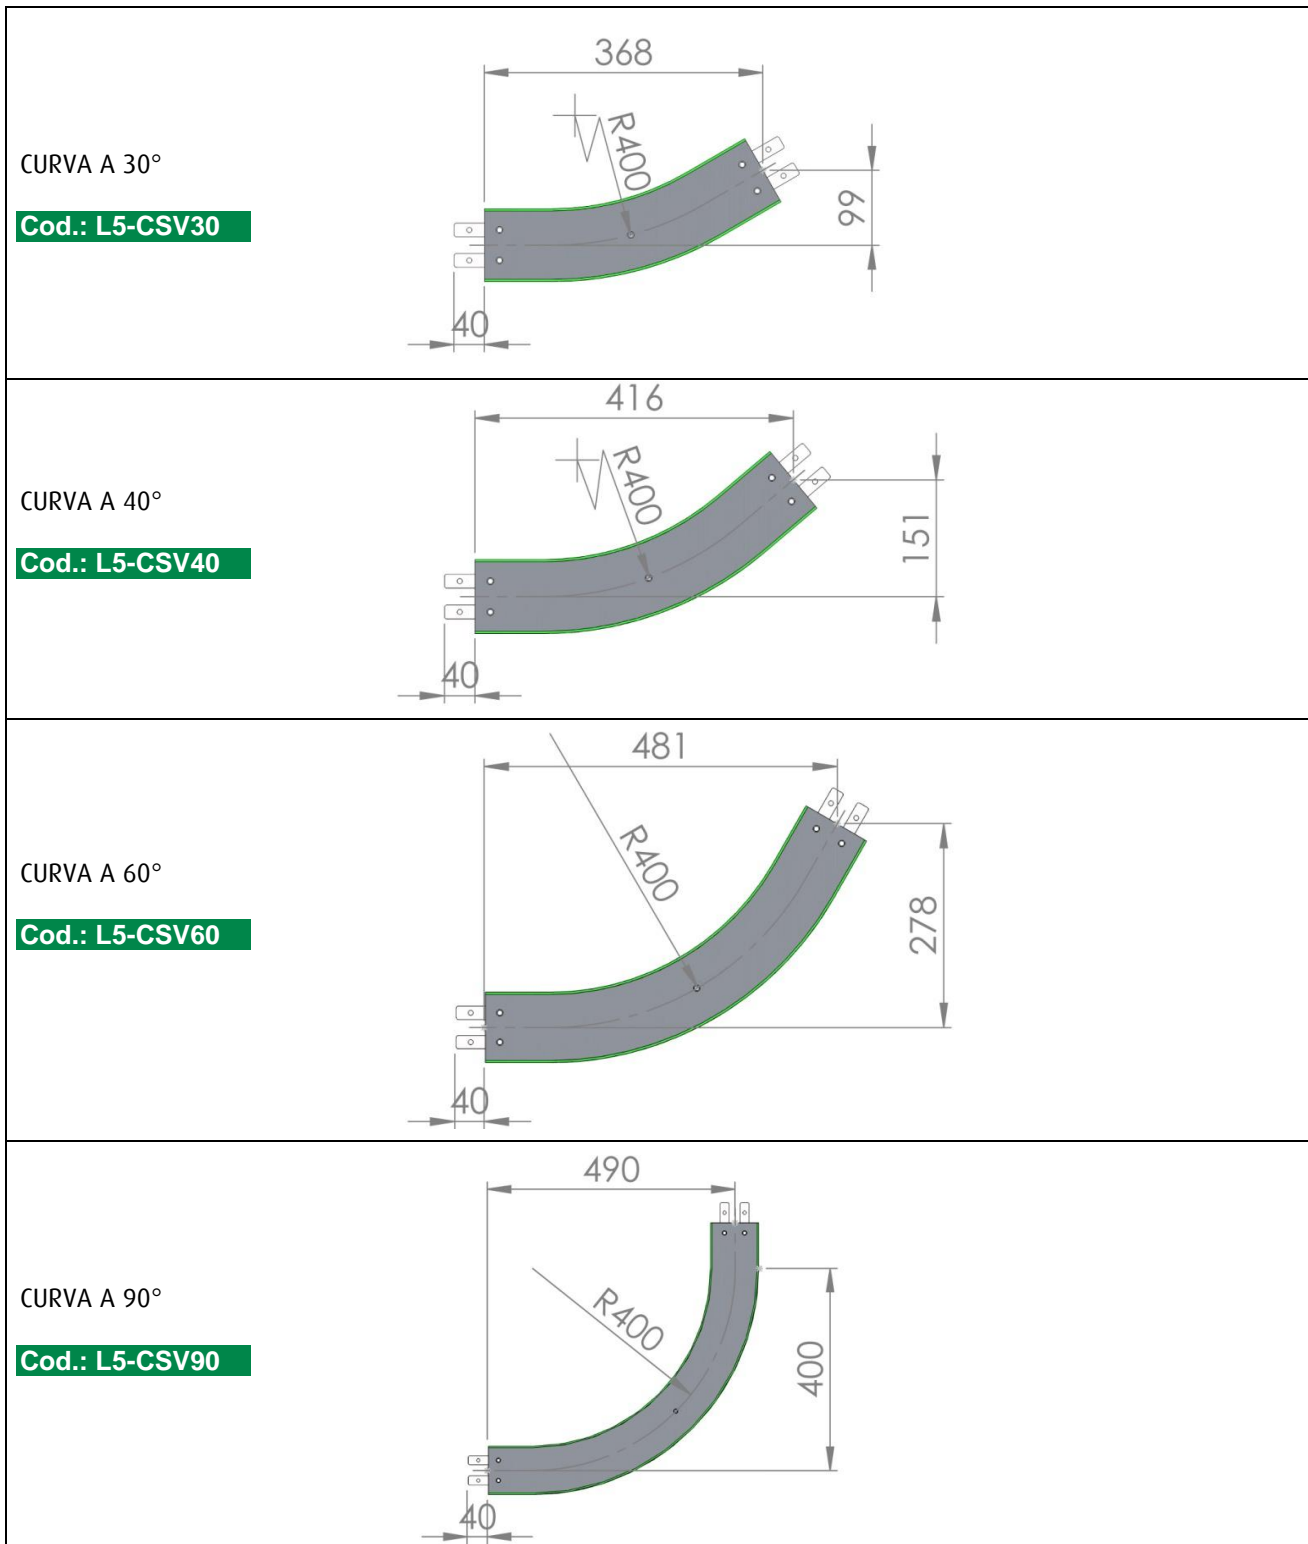 368
R400
CURVA A 30°
99
Cod.: L5-CSV30
40
416
R400
CURVA A 40°
151
Cod.: L5-CSV40
40
481
R400
CURVA A 60°
278
Cod.: L5-CSV60
40
490
R400
CURVA A 90°
400
Cod.: L5-CSV90
40